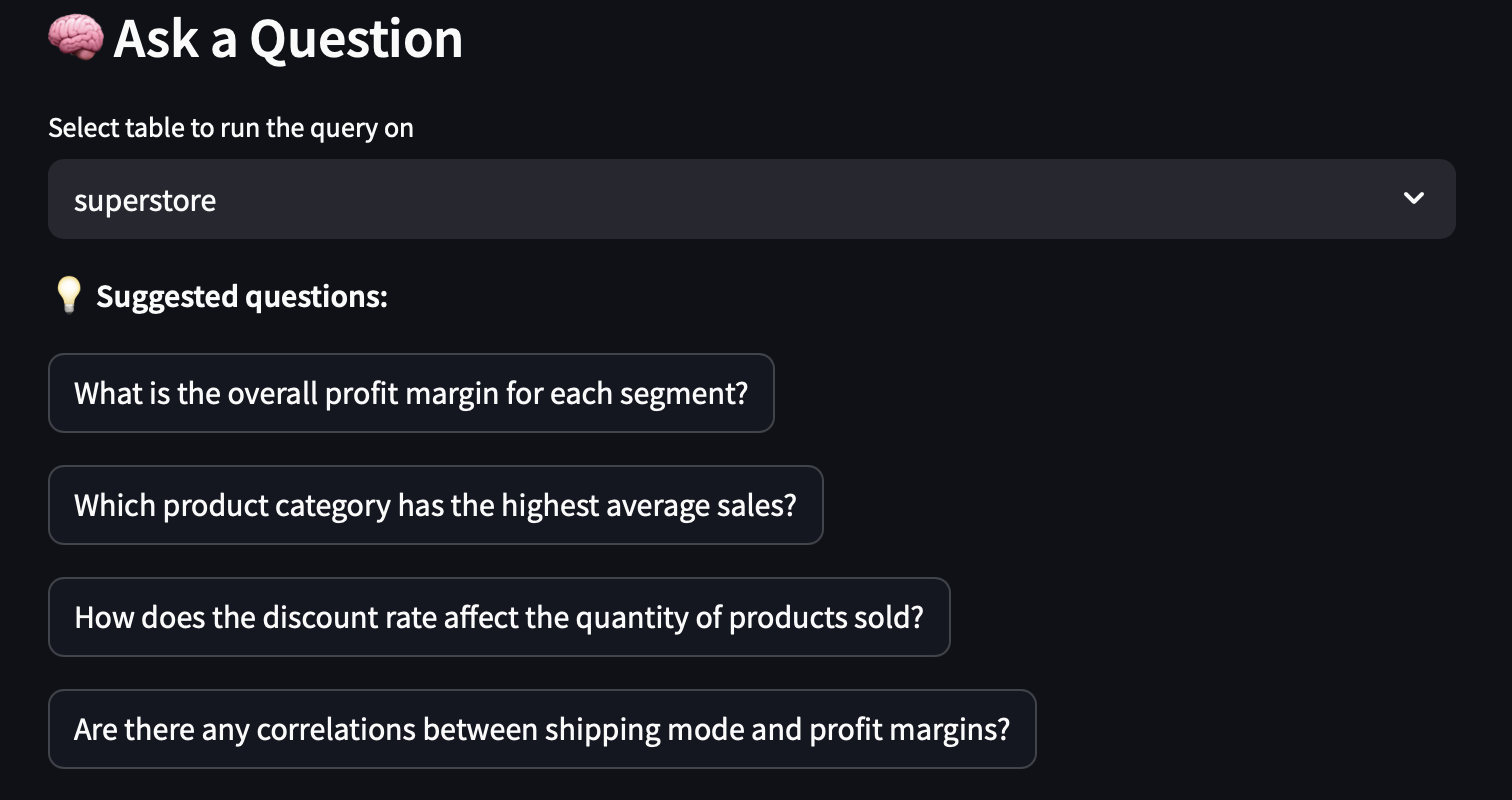 🧠 Ask a Question
Select table to run the query on
superstore
💡 Suggested questions:
What is the overall profit margin for each segment?
Which product category has the highest average sales?
How does the discount rate affect the quantity of products sold?
Are there any correlations between shipping mode and profit margins?